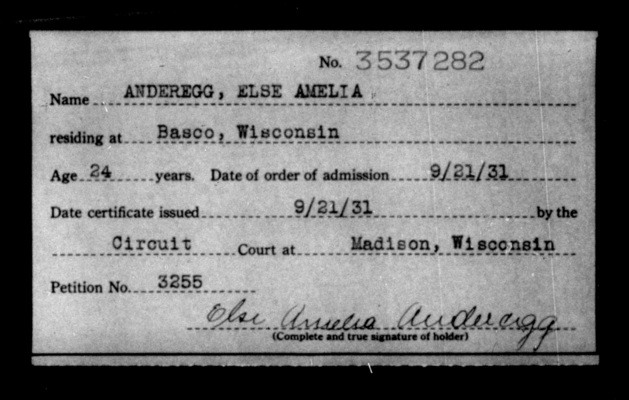 No. 3537282
Name ANDEREGG, ELSE AMELIA
residing at Basco, Wisconsin
Age 24 years. Date of order of admission 9/21/31
Date certificate issued 9/21/31 by the
Circuit Court at Madison, Wisconsin
Petition No. 3255
Else Amelia Anderegg
(Complete and true signature of holder)